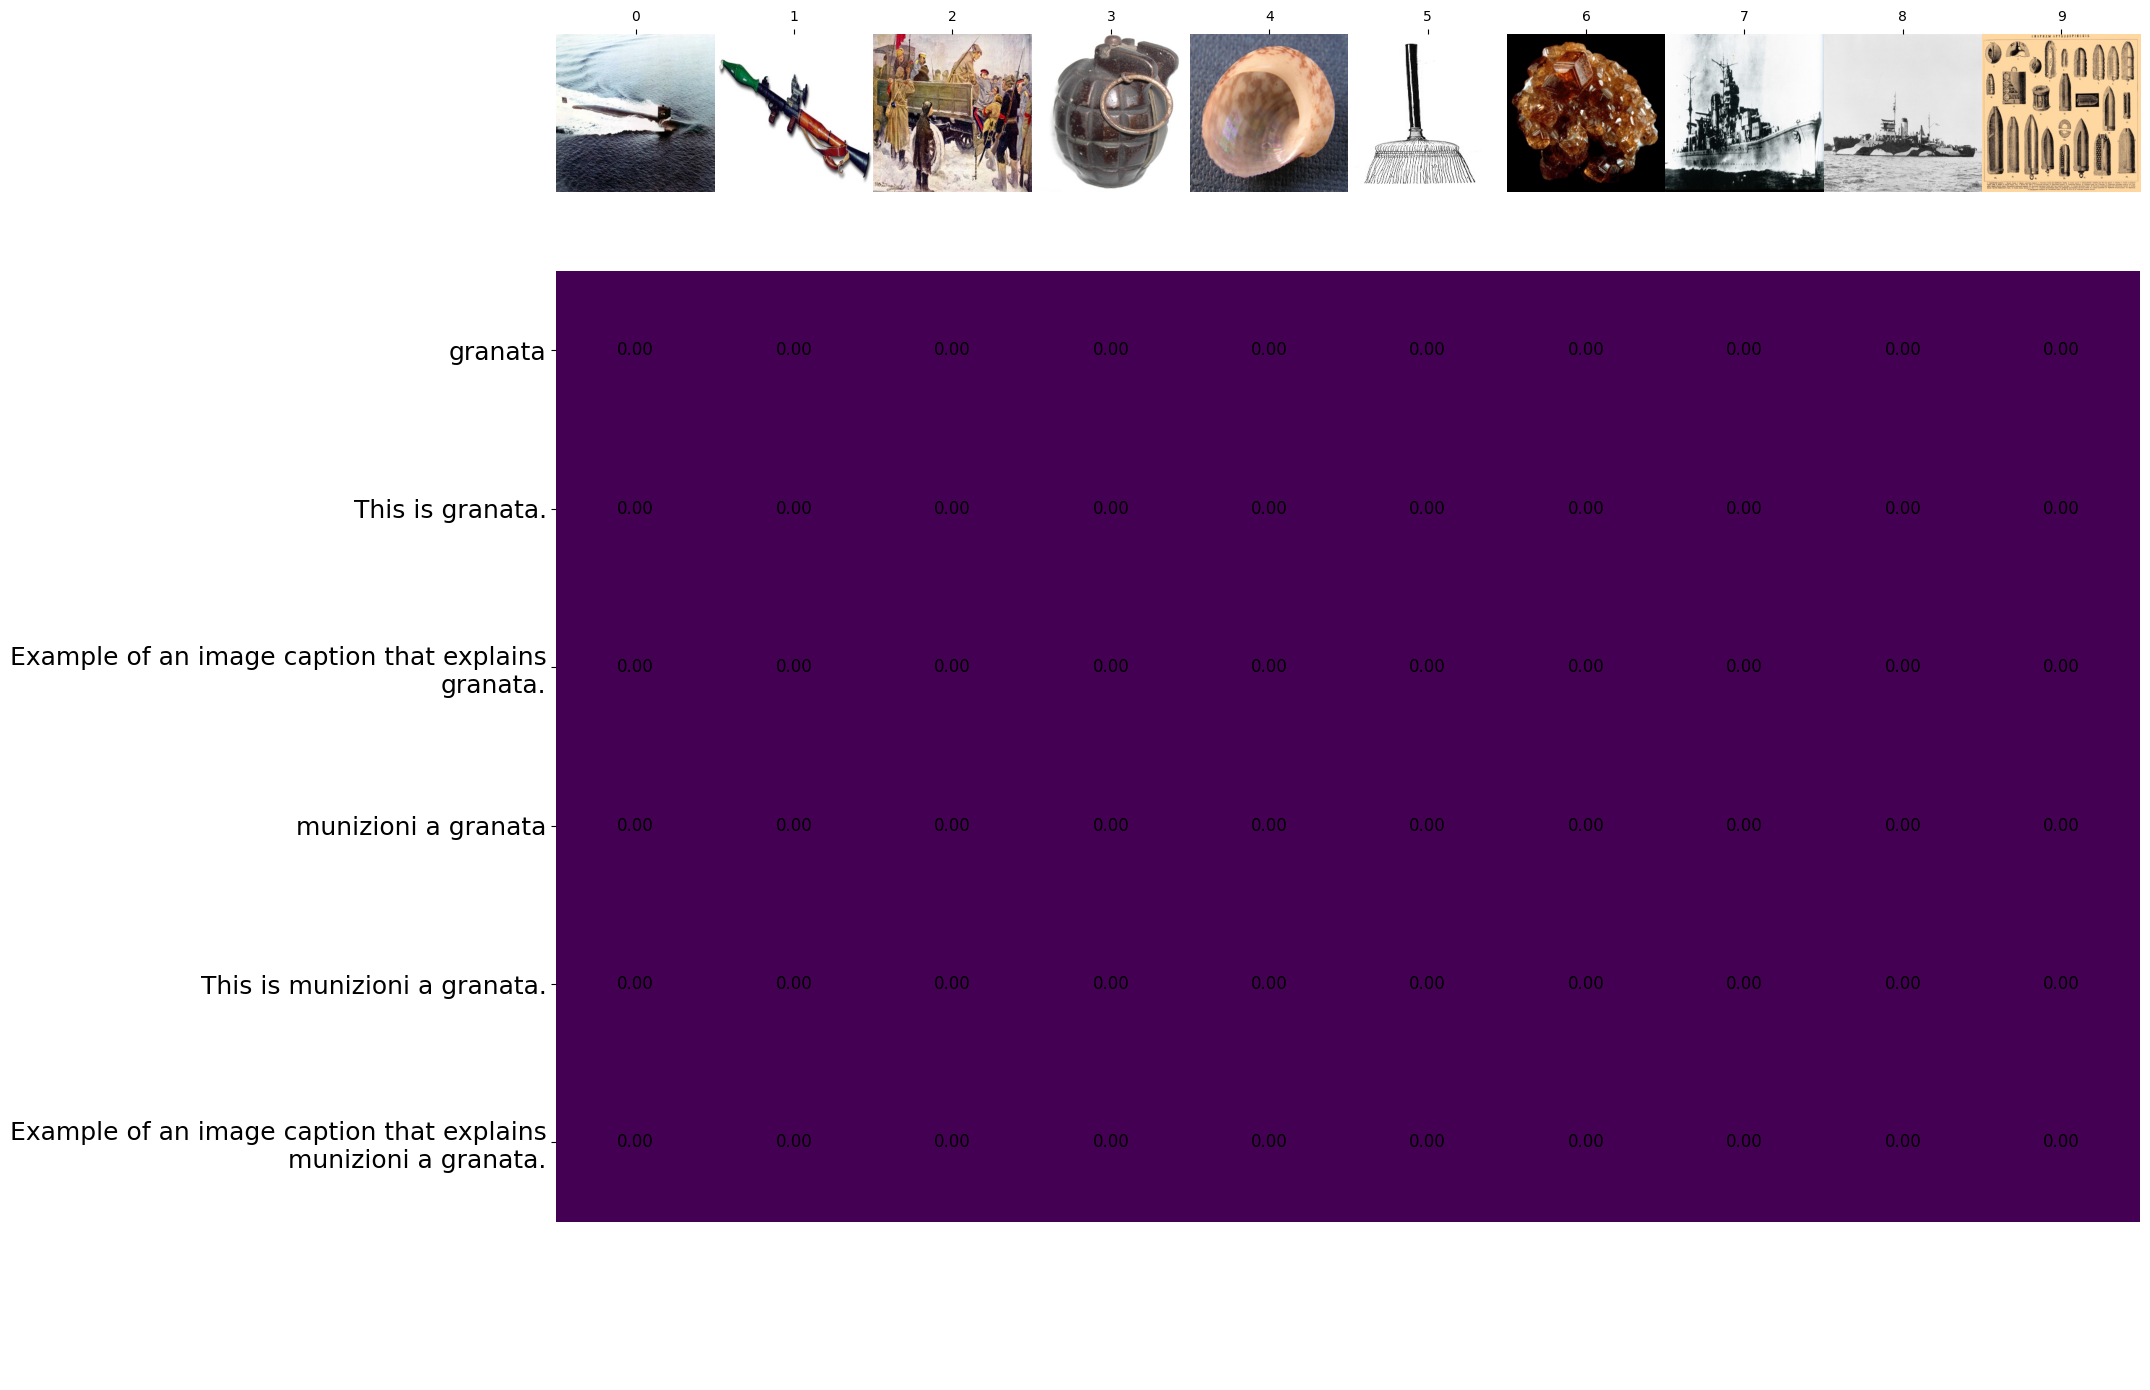 0 1 2 3 4 5 6 7 8 9
granata 0.00 0.00 0.00 0.00 0.00 0.00 0.00 0.00 0.00 0.00
This is granata. 0.00 0.00 0.00 0.00 0.00 0.00 0.00 0.00 0.00 0.00
Example of an image caption that explains
granata. 0.00 0.00 0.00 0.00 0.00 0.00 0.00 0.00 0.00 0.00
munizioni a granata 0.00 0.00 0.00 0.00 0.00 0.00 0.00 0.00 0.00 0.00
This is munizioni a granata. 0.00 0.00 0.00 0.00 0.00 0.00 0.00 0.00 0.00 0.00
Example of an image caption that explains
munizioni a granata. 0.00 0.00 0.00 0.00 0.00 0.00 0.00 0.00 0.00 0.00